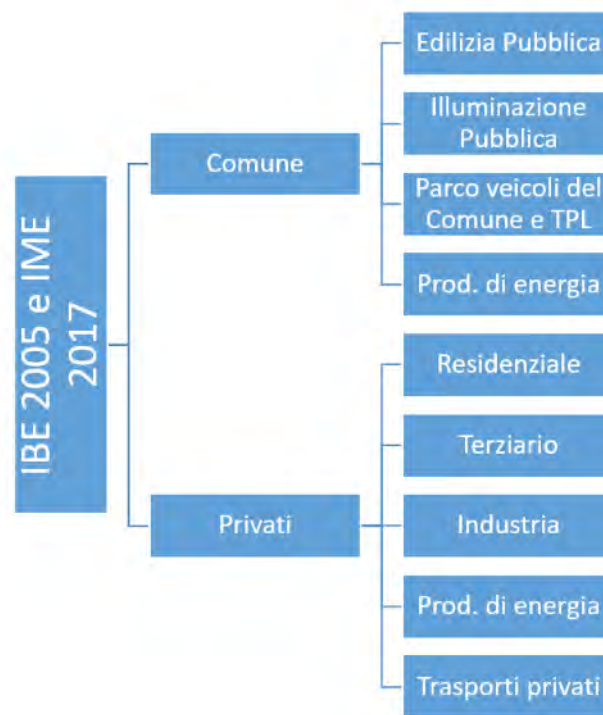 IBE 2005 e IME
2017
Comune
Edilizia Pubblica
Illuminazione
Pubblica
Parco veicoli del
Comune e TPL
Prod. di energia
Privati
Residenziale
Terziario
Industria
Prod. di energia
Trasporti privati